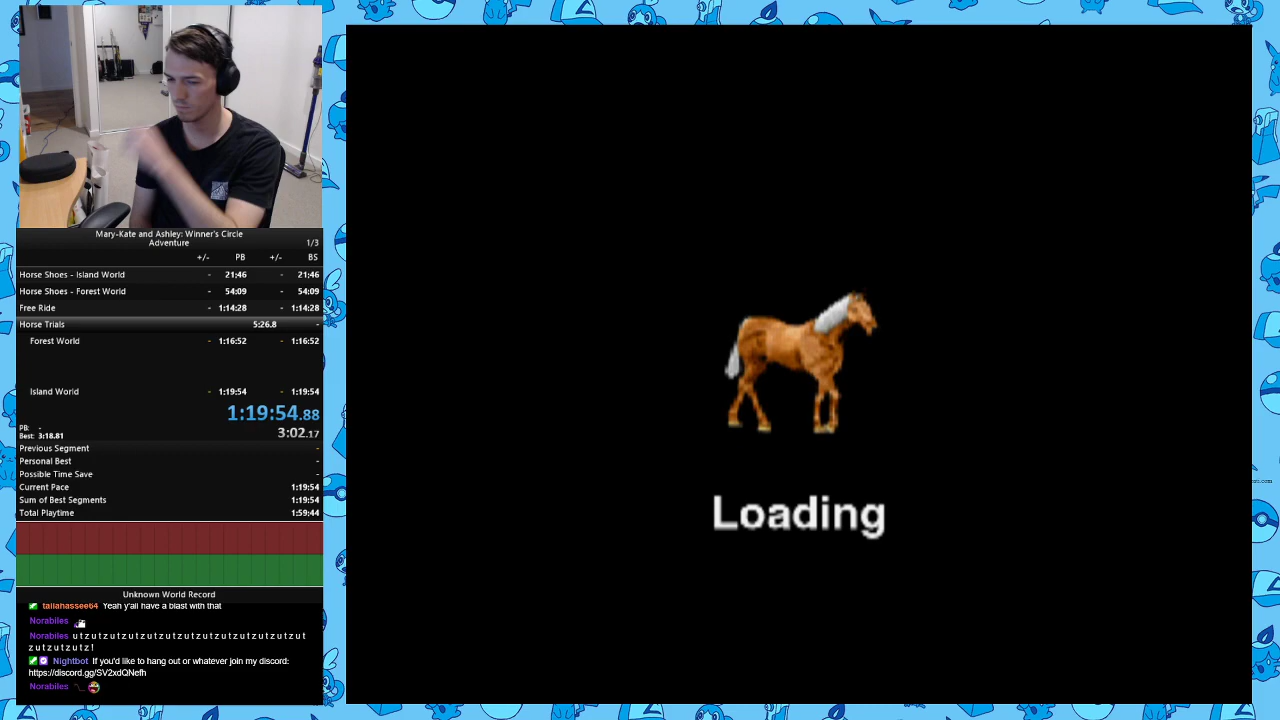 Mary-Kate and Ashley: Winner's Circle
Adventure 1/3
+/- PB +/- BS
Horse Shoes - Island World - 21:46 - 21:46
Horse Shoes - Forest World - 54:09 - 54:09
Free Ride - 1:14:28 - 1:14:28
Horse Trials 5:26.8 -
Forest World - 1:16:52 - 1:16:52
Island World - 1:19:54 - 1:19:54
1:19:54.88
PB: -
Best: 3:18.81 3:02.17
Previous Segment -
Personal Best -
Possible Time Save -
Current Pace 1:19:54
Sum of Best Segments 1:19:54
Total Playtime 1:59:44
Unknown World Record
tallahassee64 Yeah y'all have a blast with that
Norabiles
Norabiles u t z u t z u t z u t z u t z u t z u t z u t z u t z u t z u t z u t z u t
z u t z u t z u t z !
Nightbot If you'd like to hang out or whatever join my discord:
https://discord.gg/SV2xdQNefh
Norabiles
Loading